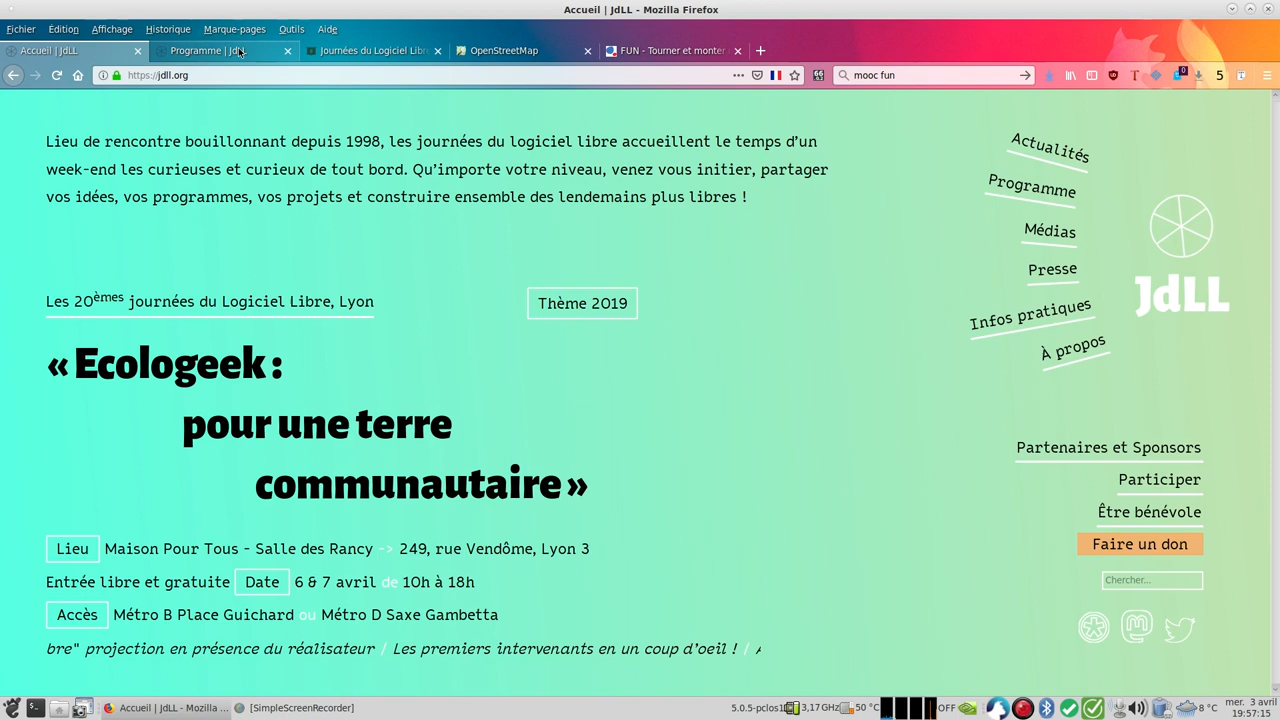 Accueil | JdLL - Mozilla Firefox
Fichier Édition Affichage Historique Marque-pages Outils Aide
Accueil | JdLL
Programme | JdLL
Journées du Logiciel Libre
OpenStreetMap
FUN - Tourner et monter
https://jdll.org
mooc fun
Lieu de rencontre bouillonnant depuis 1998, les journées du logiciel libre accueillent le temps d'un
week-end les curieuses et curieux de tout bord. Qu'importe votre niveau, venez vous initier, partager
vos idées, vos programmes, vos projets et construire ensemble des lendemains plus libres !
Les 20èmes journées du Logiciel Libre, Lyon
Thème 2019
« Ecologeek :
pour une terre
communautaire »
Lieu Maison Pour Tous - Salle des Rancy -> 249, rue Vendôme, Lyon 3
Entrée libre et gratuite Date 6 & 7 avril de 10h à 18h
Accès Métro B Place Guichard ou Métro D Saxe Gambetta
bre" projection en présence du réalisateur / Les premiers intervenants en un coup d'oeil ! /
Actualités
Programme
Médias
Presse
Infos pratiques
À propos
JdLL
Partenaires et Sponsors
Participer
Être bénévole
Faire un don
Chercher...
Accueil | JdLL - Mozilla ...
[SimpleScreenRecorder]
5.0.5-pclos1
3,17GHz
50 °C
OFF
8 °C
mer. 3 avril
19:57:15